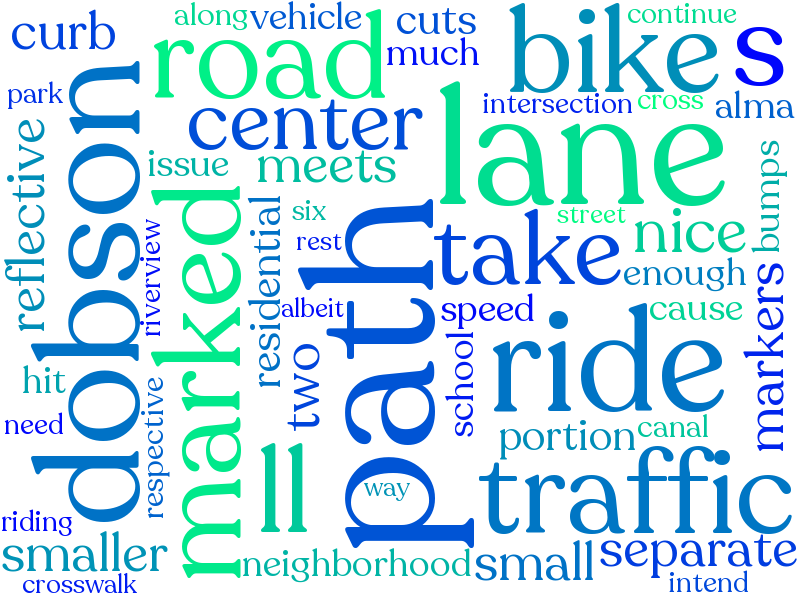 along
vehicle
cuts
continue
curb
road
much
bike
s
park
center
intersection
cross
alma
dobson
reflective
issue
meets
lane
bumps
marked
riverview
residential
six
rest
path
street
nice
take
enough
albeit
speed
cause
markers
hit
two
school
ride
need
respective
portion
canal
ll
way
traffic
riding
smaller
neighborhood
small
separate
crosswalk
intend